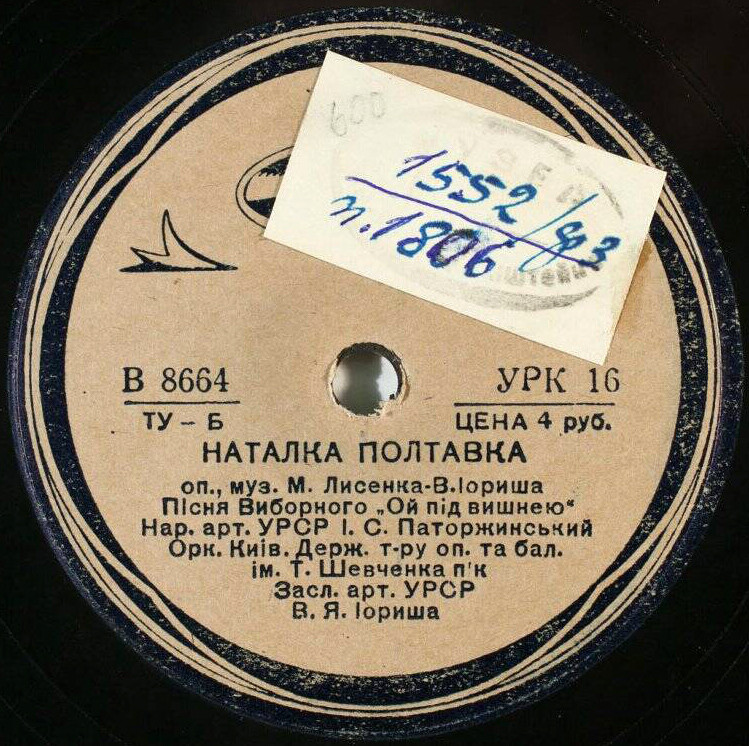 600
1552/ф3
п.1806
В 8664 УРК 16
ТУ – Б ЦЕНА 4 руб.
НАТАЛКА ПОЛТАВКА
оп., муз. М. Лисенка-В.Іориша
Пісня Виборного „Ой під вишнею“
Нар. арт. УРСР І. С. Паторжинський
Орк. Київ. Держ. т-ру оп. та бал.
ім. Т. Шевченка п'к
Засл. арт. УРСР
В. Я. Іориша